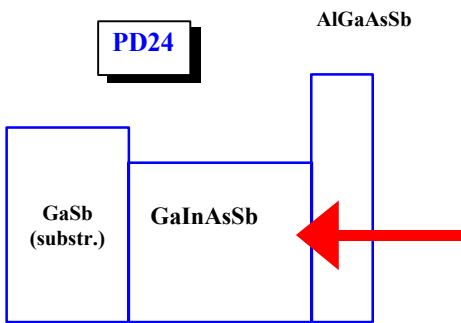 AlGaAsSb
PD24
GaSb
(substr.)
GaInAsSb